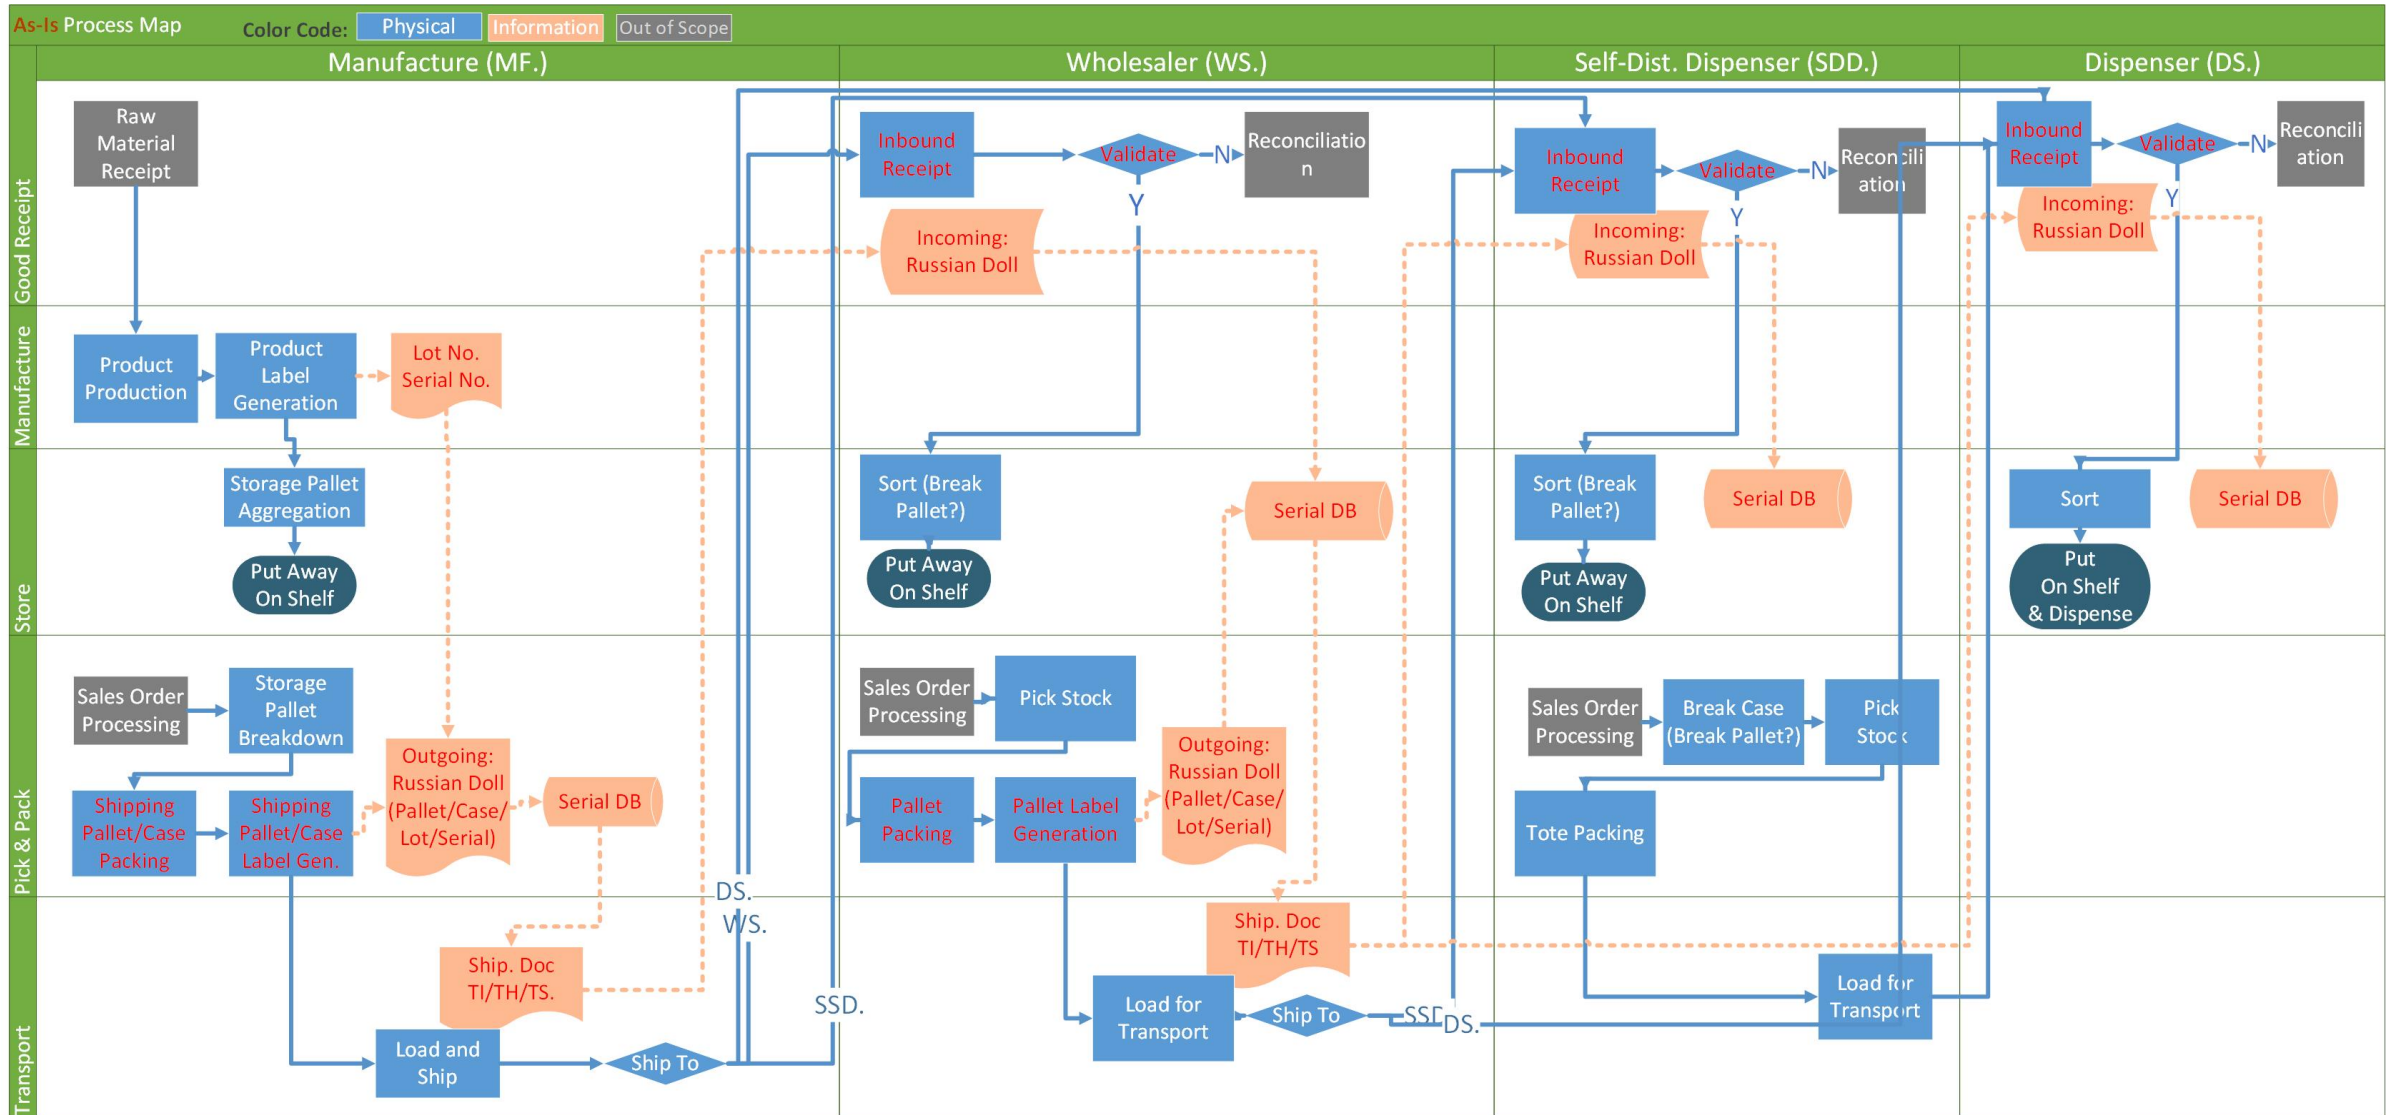 As-Is Process Map
Color Code:
Physical
Information
Out of Scope
Manufacture (MF.)
Wholesaler (WS.)
Self-Dist. Dispenser (SDD.)
Dispenser (DS.)
Good Receipt
Raw
Material
Receipt
Inbound
Receipt
Validate
N
Reconciliatio
n
Y
Incoming:
Russian Doll
Inbound
Receipt
Validate
N
Reconcili
ation
Y
Incoming:
Russian Doll
Inbound
Receipt
Validate
N
Reconcili
ation
Y
Incoming:
Russian Doll
Manufacture
Product
Production
Product
Label
Generation
Lot No.
Serial No.
Store
Storage Pallet
Aggregation
Put Away
On Shelf
Sort (Break
Pallet?)
Put Away
On Shelf
Serial DB
Sort (Break
Pallet?)
Put Away
On Shelf
Serial DB
Sort
Put
On Shelf
& Dispense
Serial DB
Pick & Pack
Sales Order
Processing
Storage
Pallet
Breakdown
Shipping
Pallet/Case
Packing
Shipping
Pallet/Case
Label Gen.
Outgoing:
Russian Doll
(Pallet/Case/
Lot/Serial)
Serial DB
DS.
Sales Order
Processing
Pick Stock
Pallet
Packing
Pallet Label
Generation
Outgoing:
Russian Doll
(Pallet/Case/
Lot/Serial)
Sales Order
Processing
Break Case
(Break Pallet?)
Pick
Stock
Tote Packing
Transport
WS.
Ship. Doc
TI/TH/TS.
Load and
Ship
Ship To
SSD.
Ship. Doc
TI/TH/TS
Load for
Transport
Ship To
SSD
DS.
Load for
Transport